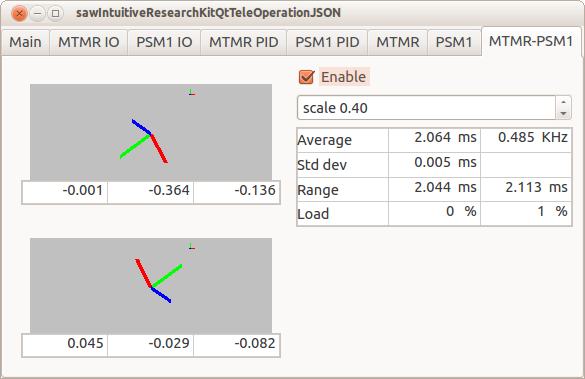 sawIntuitiveResearchKitQtTeleOperationJSON
Main MTMR IO PSM1 IO MTMR PID PSM1 PID MTMR PSM1 MTMR-PSM1
Enable
scale 0.40
Average 2.064 ms 0.485 KHz
Std dev 0.005 ms
Range 2.044 ms 2.113 ms
Load 0 % 1 %
-0.001 -0.364 -0.136
0.045 -0.029 -0.082